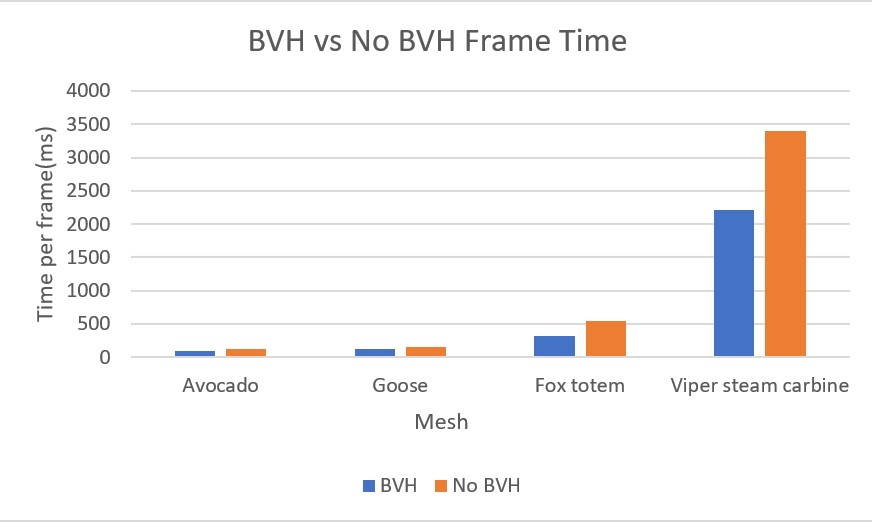 BVH vs No BVH Frame Time
4000
3500
3000
2500
2000
1500
1000
500
0
Time per frame(ms)
Avocado Goose Fox totem Viper steam carbine
Mesh
BVH No BVH